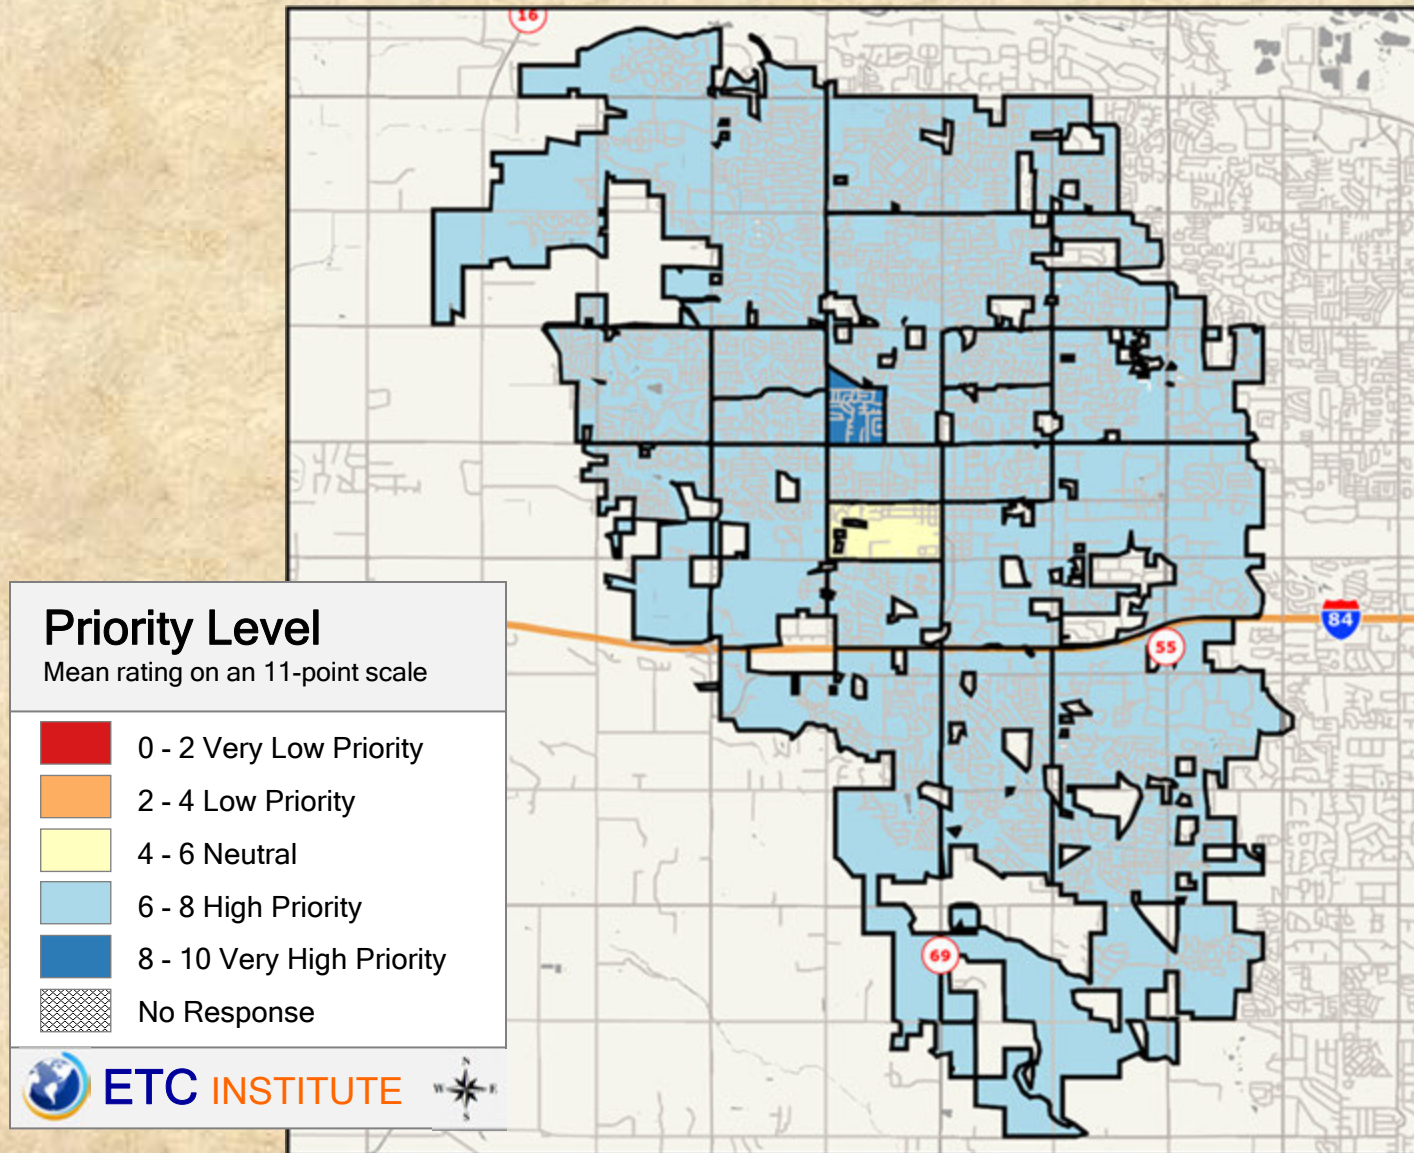 16
84
55
69
Priority Level
Mean rating on an 11-point scale
0 - 2 Very Low Priority
2 - 4 Low Priority
4 - 6 Neutral
6 - 8 High Priority
8 - 10 Very High Priority
No Response
ETC INSTITUTE
N
W E
S